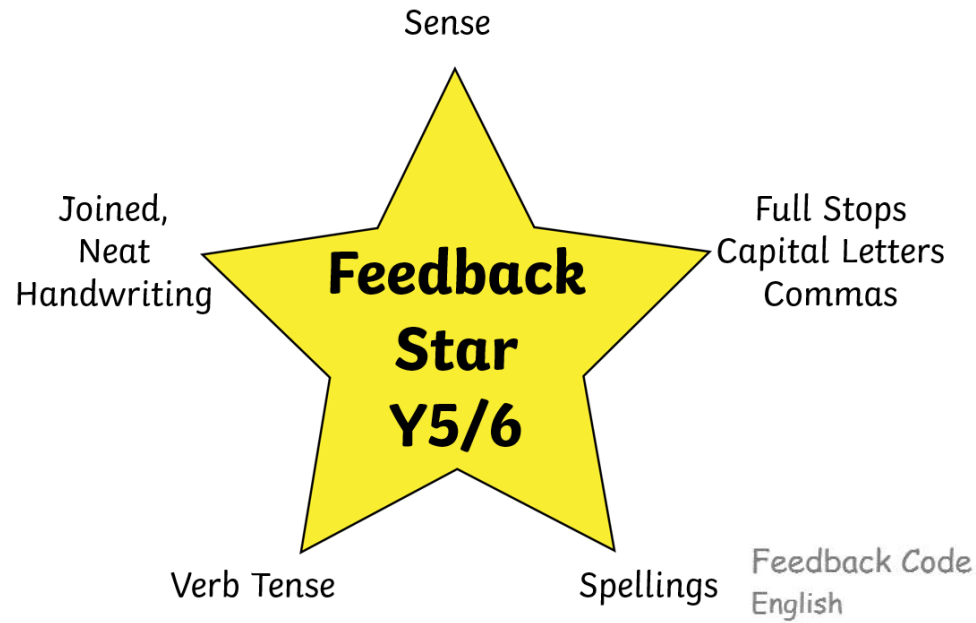 Sense
Joined,
Neat
Handwriting
Full Stops
Capital Letters
Commas
Feedback
Star
Y5/6
Verb Tense
Spellings
Feedback Code
English